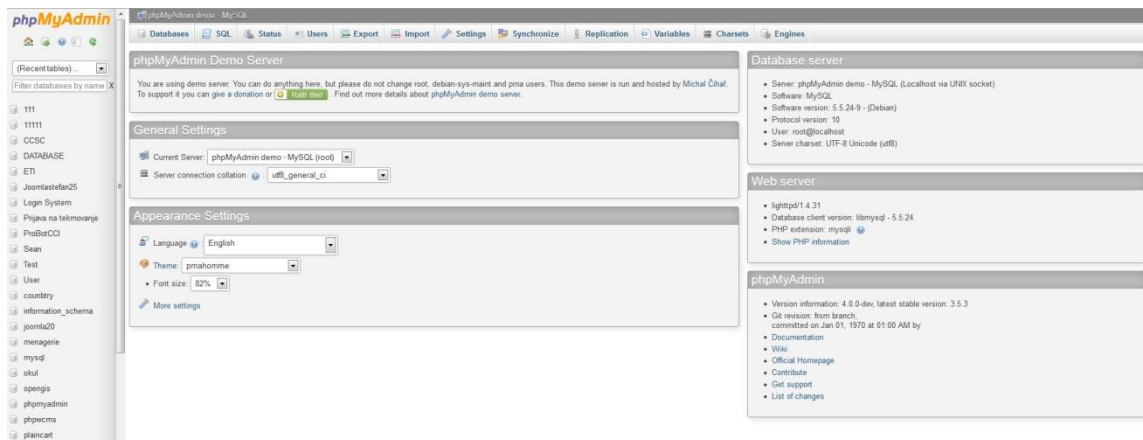 phpMyAdmin
(Recent tables) ...
Filter databases by name X
111
11111
CCSC
DATABASE
ETI
Joomlastefan25
Login System
Prijava na tekmovanje
ProBotCCI
Sean
Test
User
counbtry
information_schema
joomla20
menagerie
mysql
okul
opengis
phpmyadmin
phpwcms
plaincart
phpMyAdmin demo - MySQL
Databases SQL Status Users Export Import Settings Synchronize Replication Variables Charsets Engines
phpMyAdmin Demo Server
You are using demo server. You can do anything here, but please do not change root, debian-sys-maint and pma users. This demo server is run and hosted by Michal Čihař.
To support it you can give a donation or Flattr this! . Find out more details about phpMyAdmin demo server.
General Settings
Current Server: phpMyAdmin demo - MySQL (root)
Server connection collation : utf8_general_ci
Appearance Settings
Language : English
Theme: pmahomme
Font size: 82%
More settings
Database server
Server: phpMyAdmin demo - MySQL (Localhost via UNIX socket)
Software: MySQL
Software version: 5.5.24-9 - (Debian)
Protocol version: 10
User: root@localhost
Server charset: UTF-8 Unicode (utf8)
Web server
lighttpd/1.4.31
Database client version: libmysql - 5.5.24
PHP extension: mysqli
Show PHP information
phpMyAdmin
Version information: 4.0.0-dev, latest stable version: 3.5.3
Git revision: from branch,
committed on Jan 01, 1970 at 01:00 AM by
Documentation
Wiki
Official Homepage
Contribute
Get support
List of changes